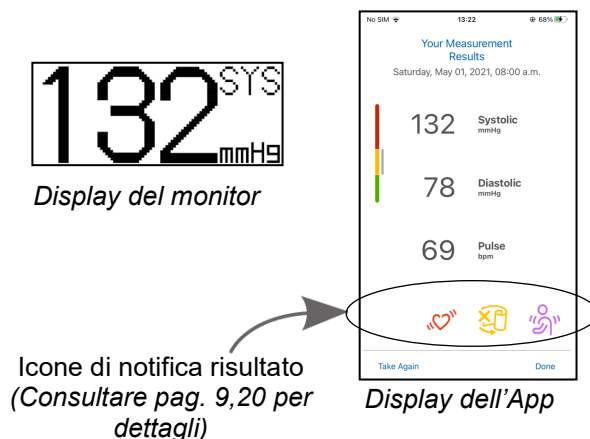 132 SYS
mmHg
Display del monitor
No SIM 13:22 68%
Your Measurement
Results
Saturday, May 01, 2021, 08:00 a.m.
132 Systolic
mmHg
78 Diastolic
mmHg
69 Pulse
bpm
Take Again Done
Icone di notifica risultato
(Consultare pag. 9,20 per
dettagli)
Display dell'App